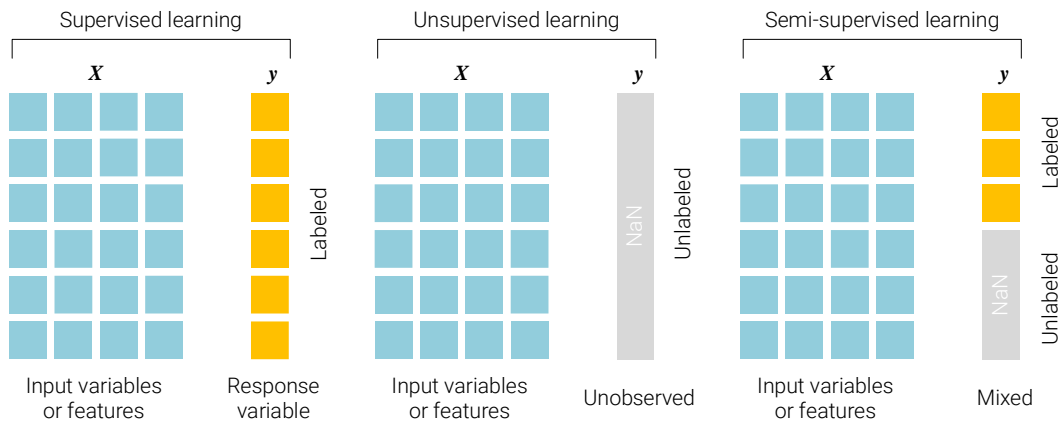 Supervised learning
X
y
Labeled
Input variables
or features
Response
variable
Unsupervised learning
X
y
NaN
Unlabeled
Input variables
or features
Unobserved
Semi-supervised learning
X
y
Labeled
NaN
Unlabeled
Input variables
or features
Mixed